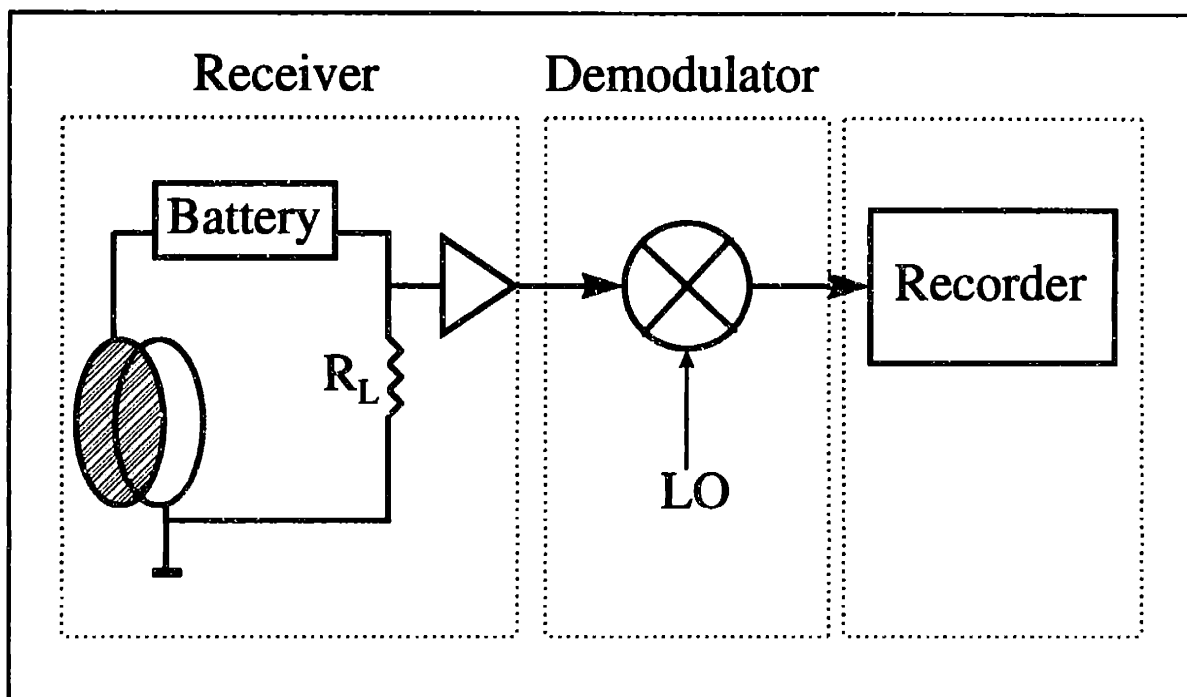 Receiver
Demodulator
Battery
R_L
LO
Recorder